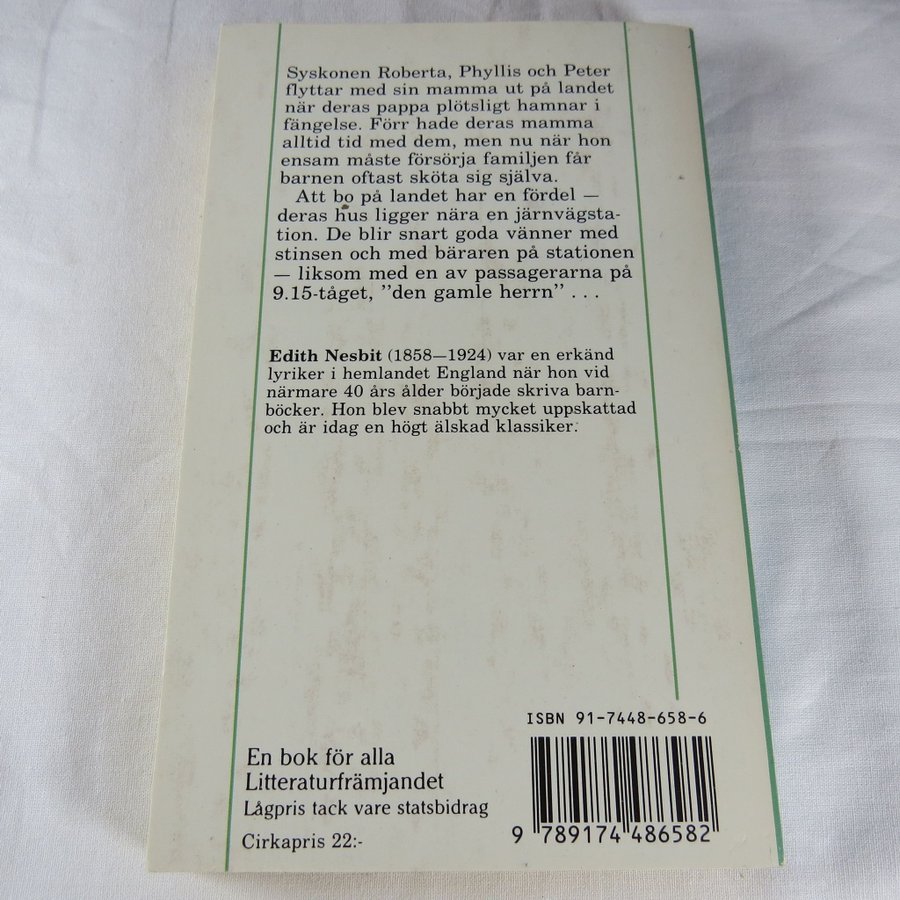 Syskonen Roberta, Phyllis och Peter
flyttar med sin mamma ut på landet
när deras pappa plötsligt hamnar i
fängelse. Förr hade deras mamma
alltid tid med dem, men nu när hon
ensam måste försörja familjen får
barnen oftast sköta sig själva.
Att bo på landet har en fördel —
deras hus ligger nära en järnvägsta-
tion. De blir snart goda vänner med
stinsen och med bäraren på stationen
— liksom med en av passagerarna på
9.15-tåget, ”den gamle herrn” . . .
Edith Nesbit (1858—1924) var en erkänd
lyriker i hemlandet England när hon vid
närmare 40 års ålder började skriva barn-
böcker. Hon blev snabbt mycket uppskattad
och är idag en högt älskad klassiker.
ISBN 91-7448-658-6
En bok för alla
Litteraturfrämjandet
Lågpris tack vare statsbidrag
Cirkapris 22:-
9 789174 486582